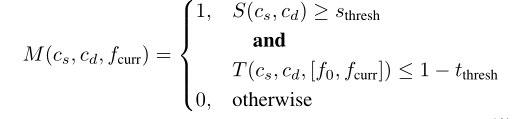 1, S(c_s, c_d) ≥ s_thresh
and
M(c_s, c_d, f_curr) = {
T(c_s, c_d, [f_0, f_curr]) ≤ 1 − t_thresh
0, otherwise